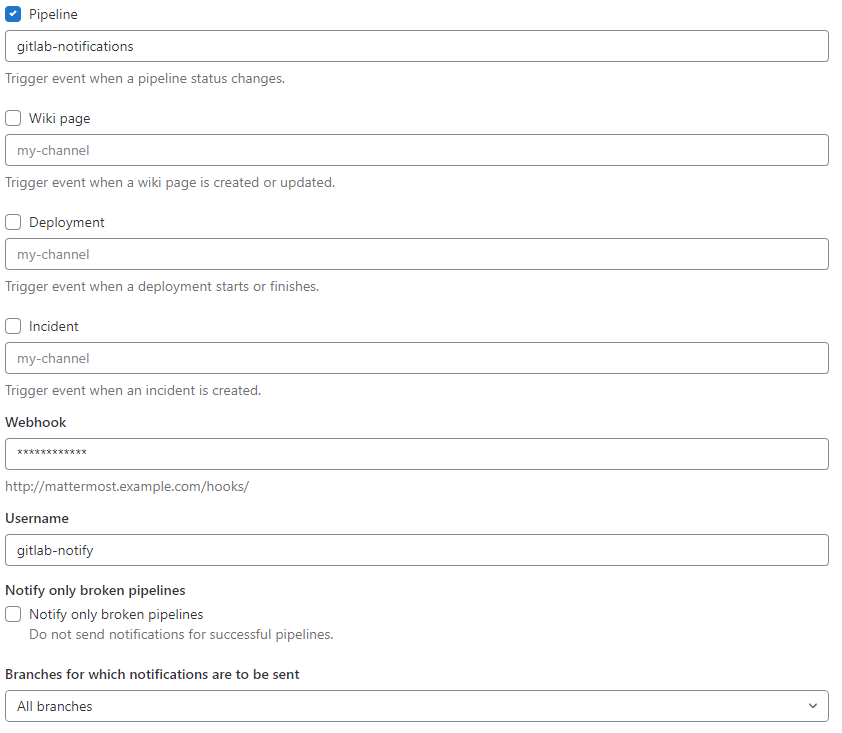 Pipeline
gitlab-notifications
Trigger event when a pipeline status changes.
Wiki page
my-channel
Trigger event when a wiki page is created or updated.
Deployment
my-channel
Trigger event when a deployment starts or finishes.
Incident
my-channel
Trigger event when an incident is created.
Webhook
************
http://mattermost.example.com/hooks/
Username
gitlab-notify
Notify only broken pipelines
Notify only broken pipelines
Do not send notifications for successful pipelines.
Branches for which notifications are to be sent
All branches